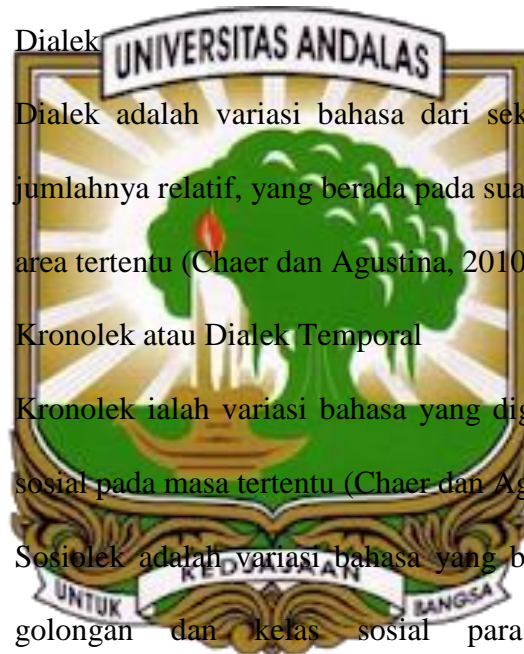 Dialek
UNIVERSITAS ANDALAS
Dialek adalah variasi bahasa dari sek
jumlahnya relatif, yang berada pada sua
area tertentu (Chaer dan Agustina, 2010
Kronolek atau Dialek Temporal
Kronolek ialah variasi bahasa yang dig
sosial pada masa tertentu (Chaer dan Ag
Sosiolek adalah variasi bahasa yang b
KEDJAJAAN
UNTUK BANGSA
golongan dan kelas sosial para